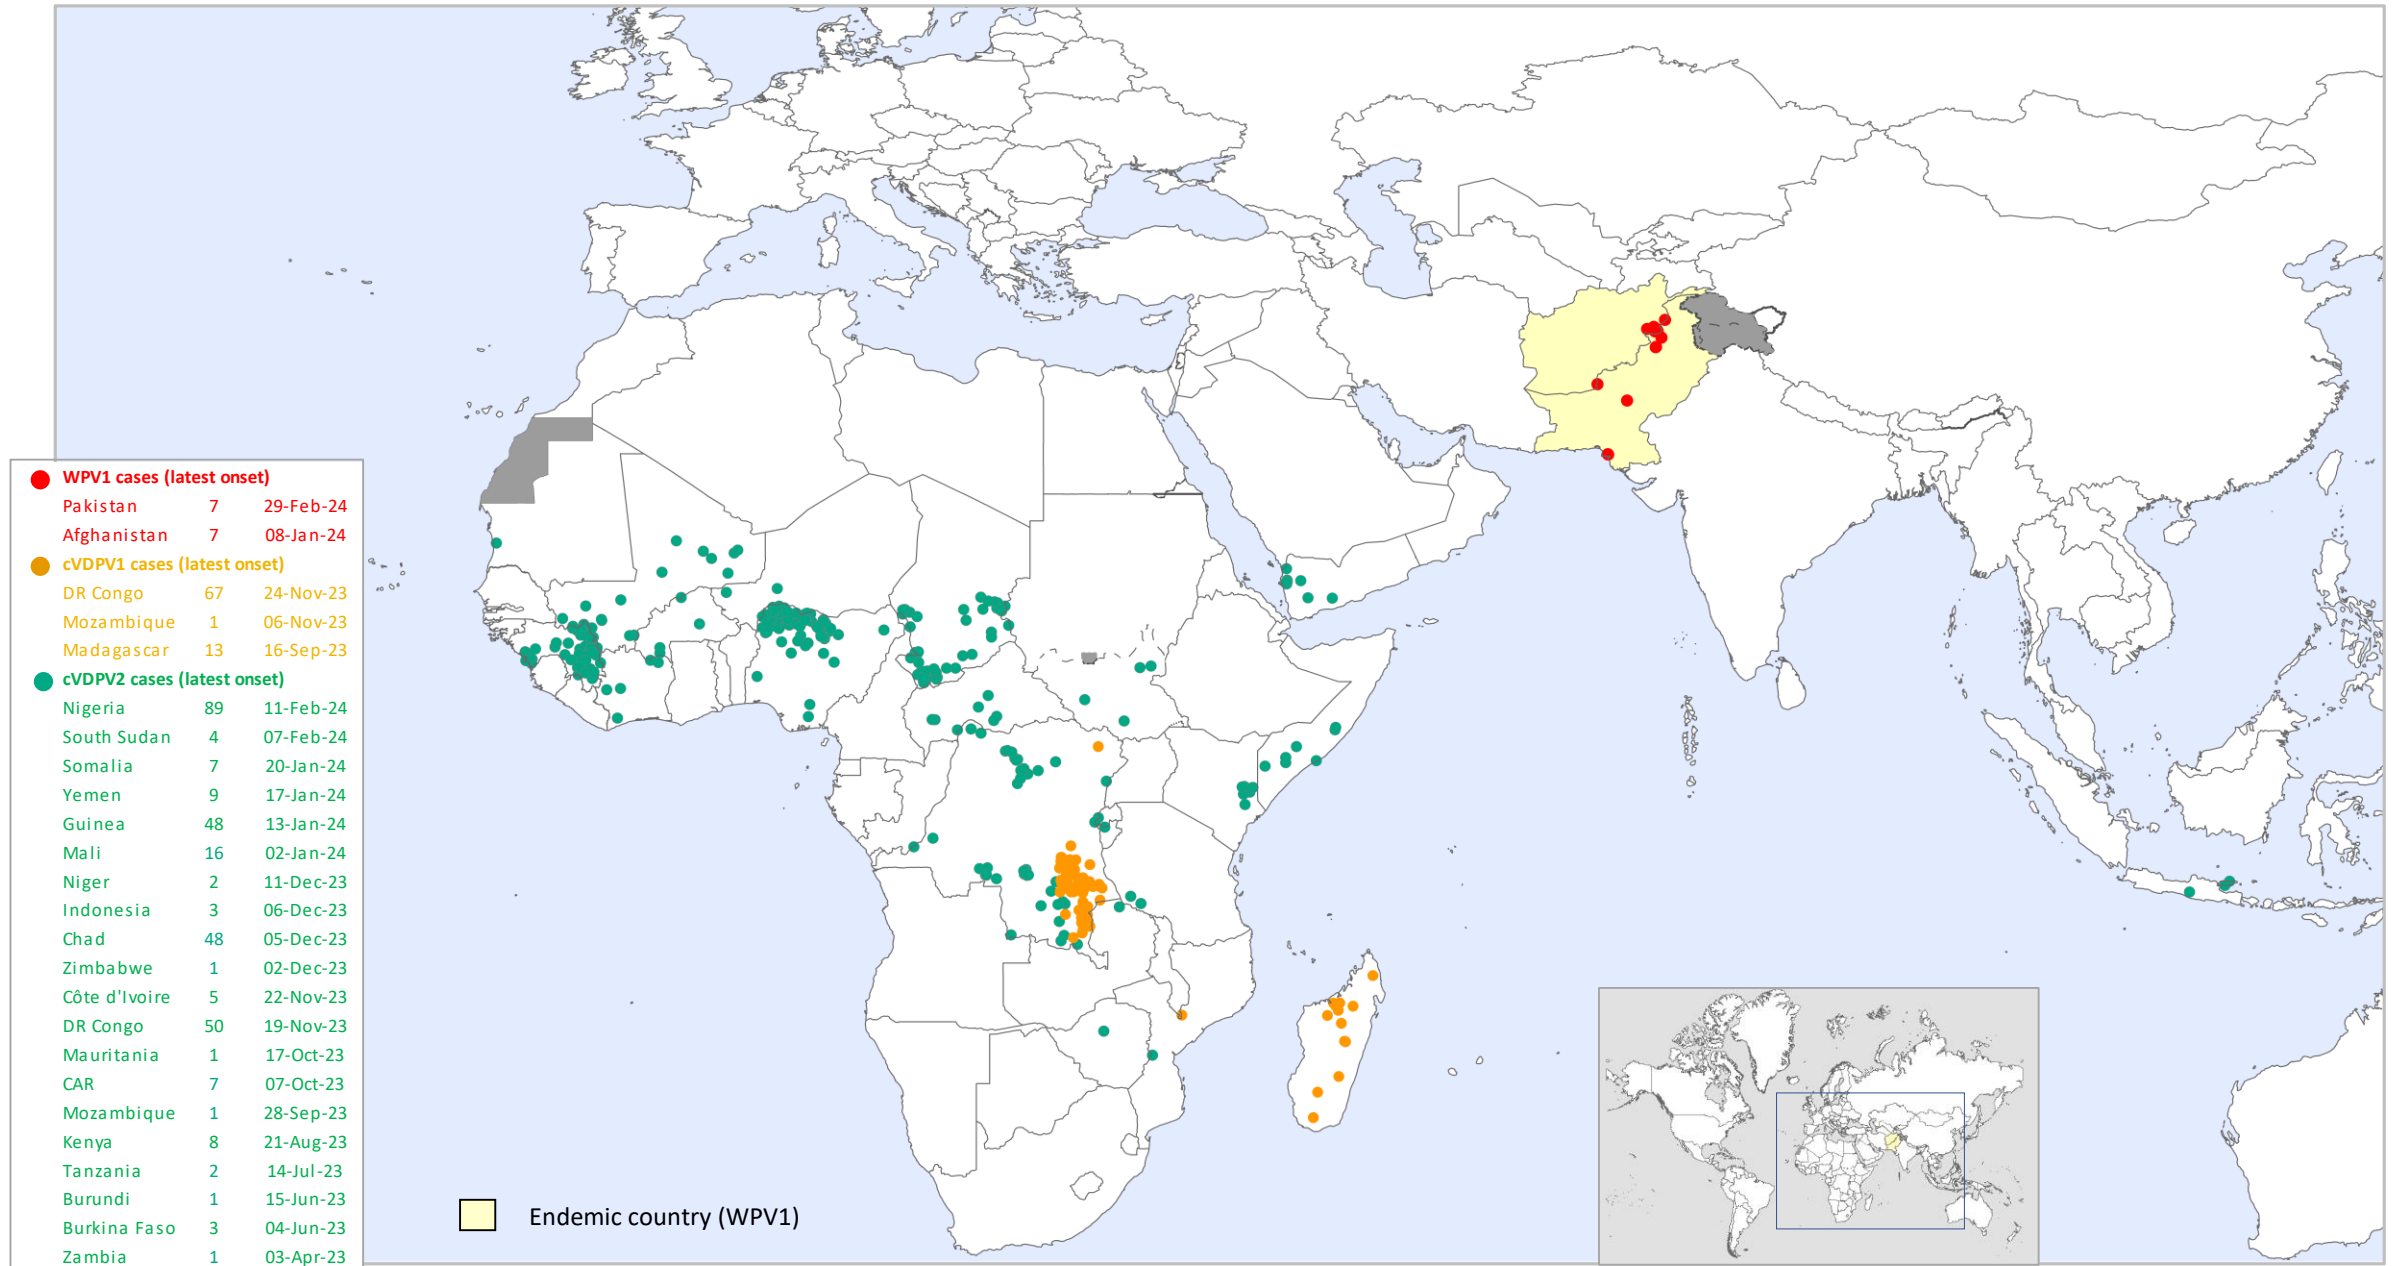 WPV1 cases (latest onset)
Pakistan 7 29-Feb-24
Afghanistan 7 08-Jan-24
cVDPV1 cases (latest onset)
DR Congo 67 24-Nov-23
Mozambique 1 06-Nov-23
Madagascar 13 16-Sep-23
cVDPV2 cases (latest onset)
Nigeria 89 11-Feb-24
South Sudan 4 07-Feb-24
Somalia 7 20-Jan-24
Yemen 9 17-Jan-24
Guinea 48 13-Jan-24
Mali 16 02-Jan-24
Niger 2 11-Dec-23
Indonesia 3 06-Dec-23
Chad 48 05-Dec-23
Zimbabwe 1 02-Dec-23
Côte d'Ivoire 5 22-Nov-23
DR Congo 50 19-Nov-23
Mauritania 1 17-Oct-23
CAR 7 07-Oct-23
Mozambique 1 28-Sep-23
Kenya 8 21-Aug-23
Tanzania 2 14-Jul-23
Burundi 1 15-Jun-23
Burkina Faso 3 04-Jun-23
Zambia 1 03-Apr-23
Endemic country (WPV1)